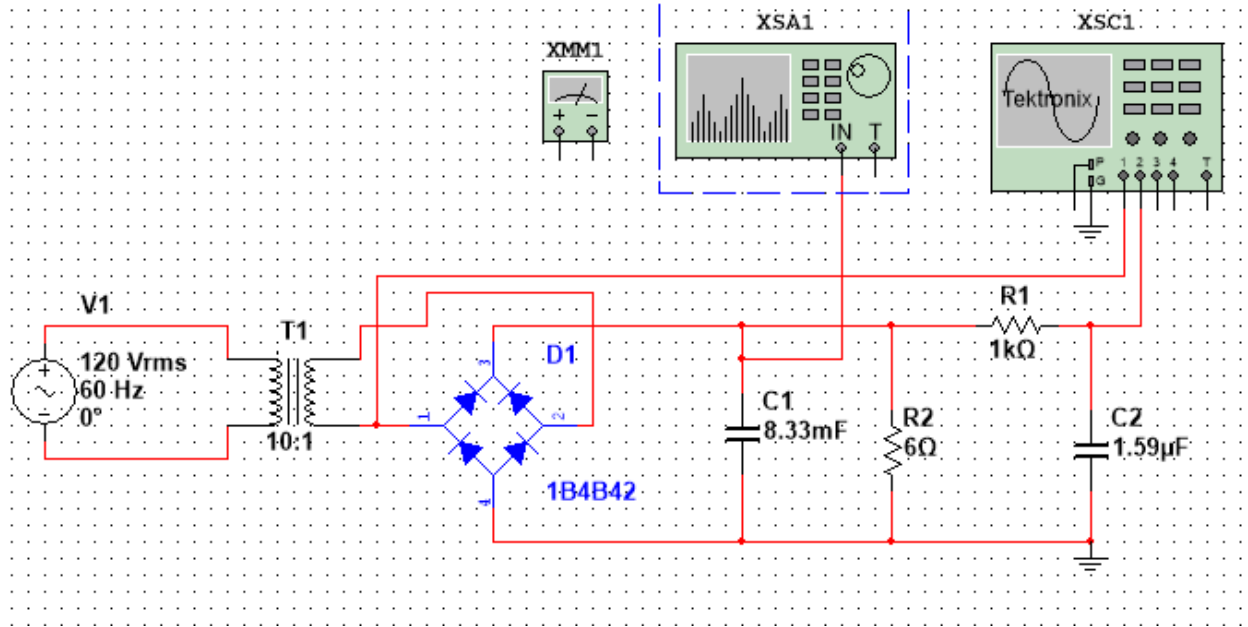 XSA1
XSC1
XMM1
Tektronix
IN T
P
G
1 2 3 4 T
V1
120 Vrms
60 Hz
0°
T1
10:1
D1
3
1
2
4
1B4B42
C1
8.33mF
R2
6Ω
R1
1kΩ
C2
1.59µF